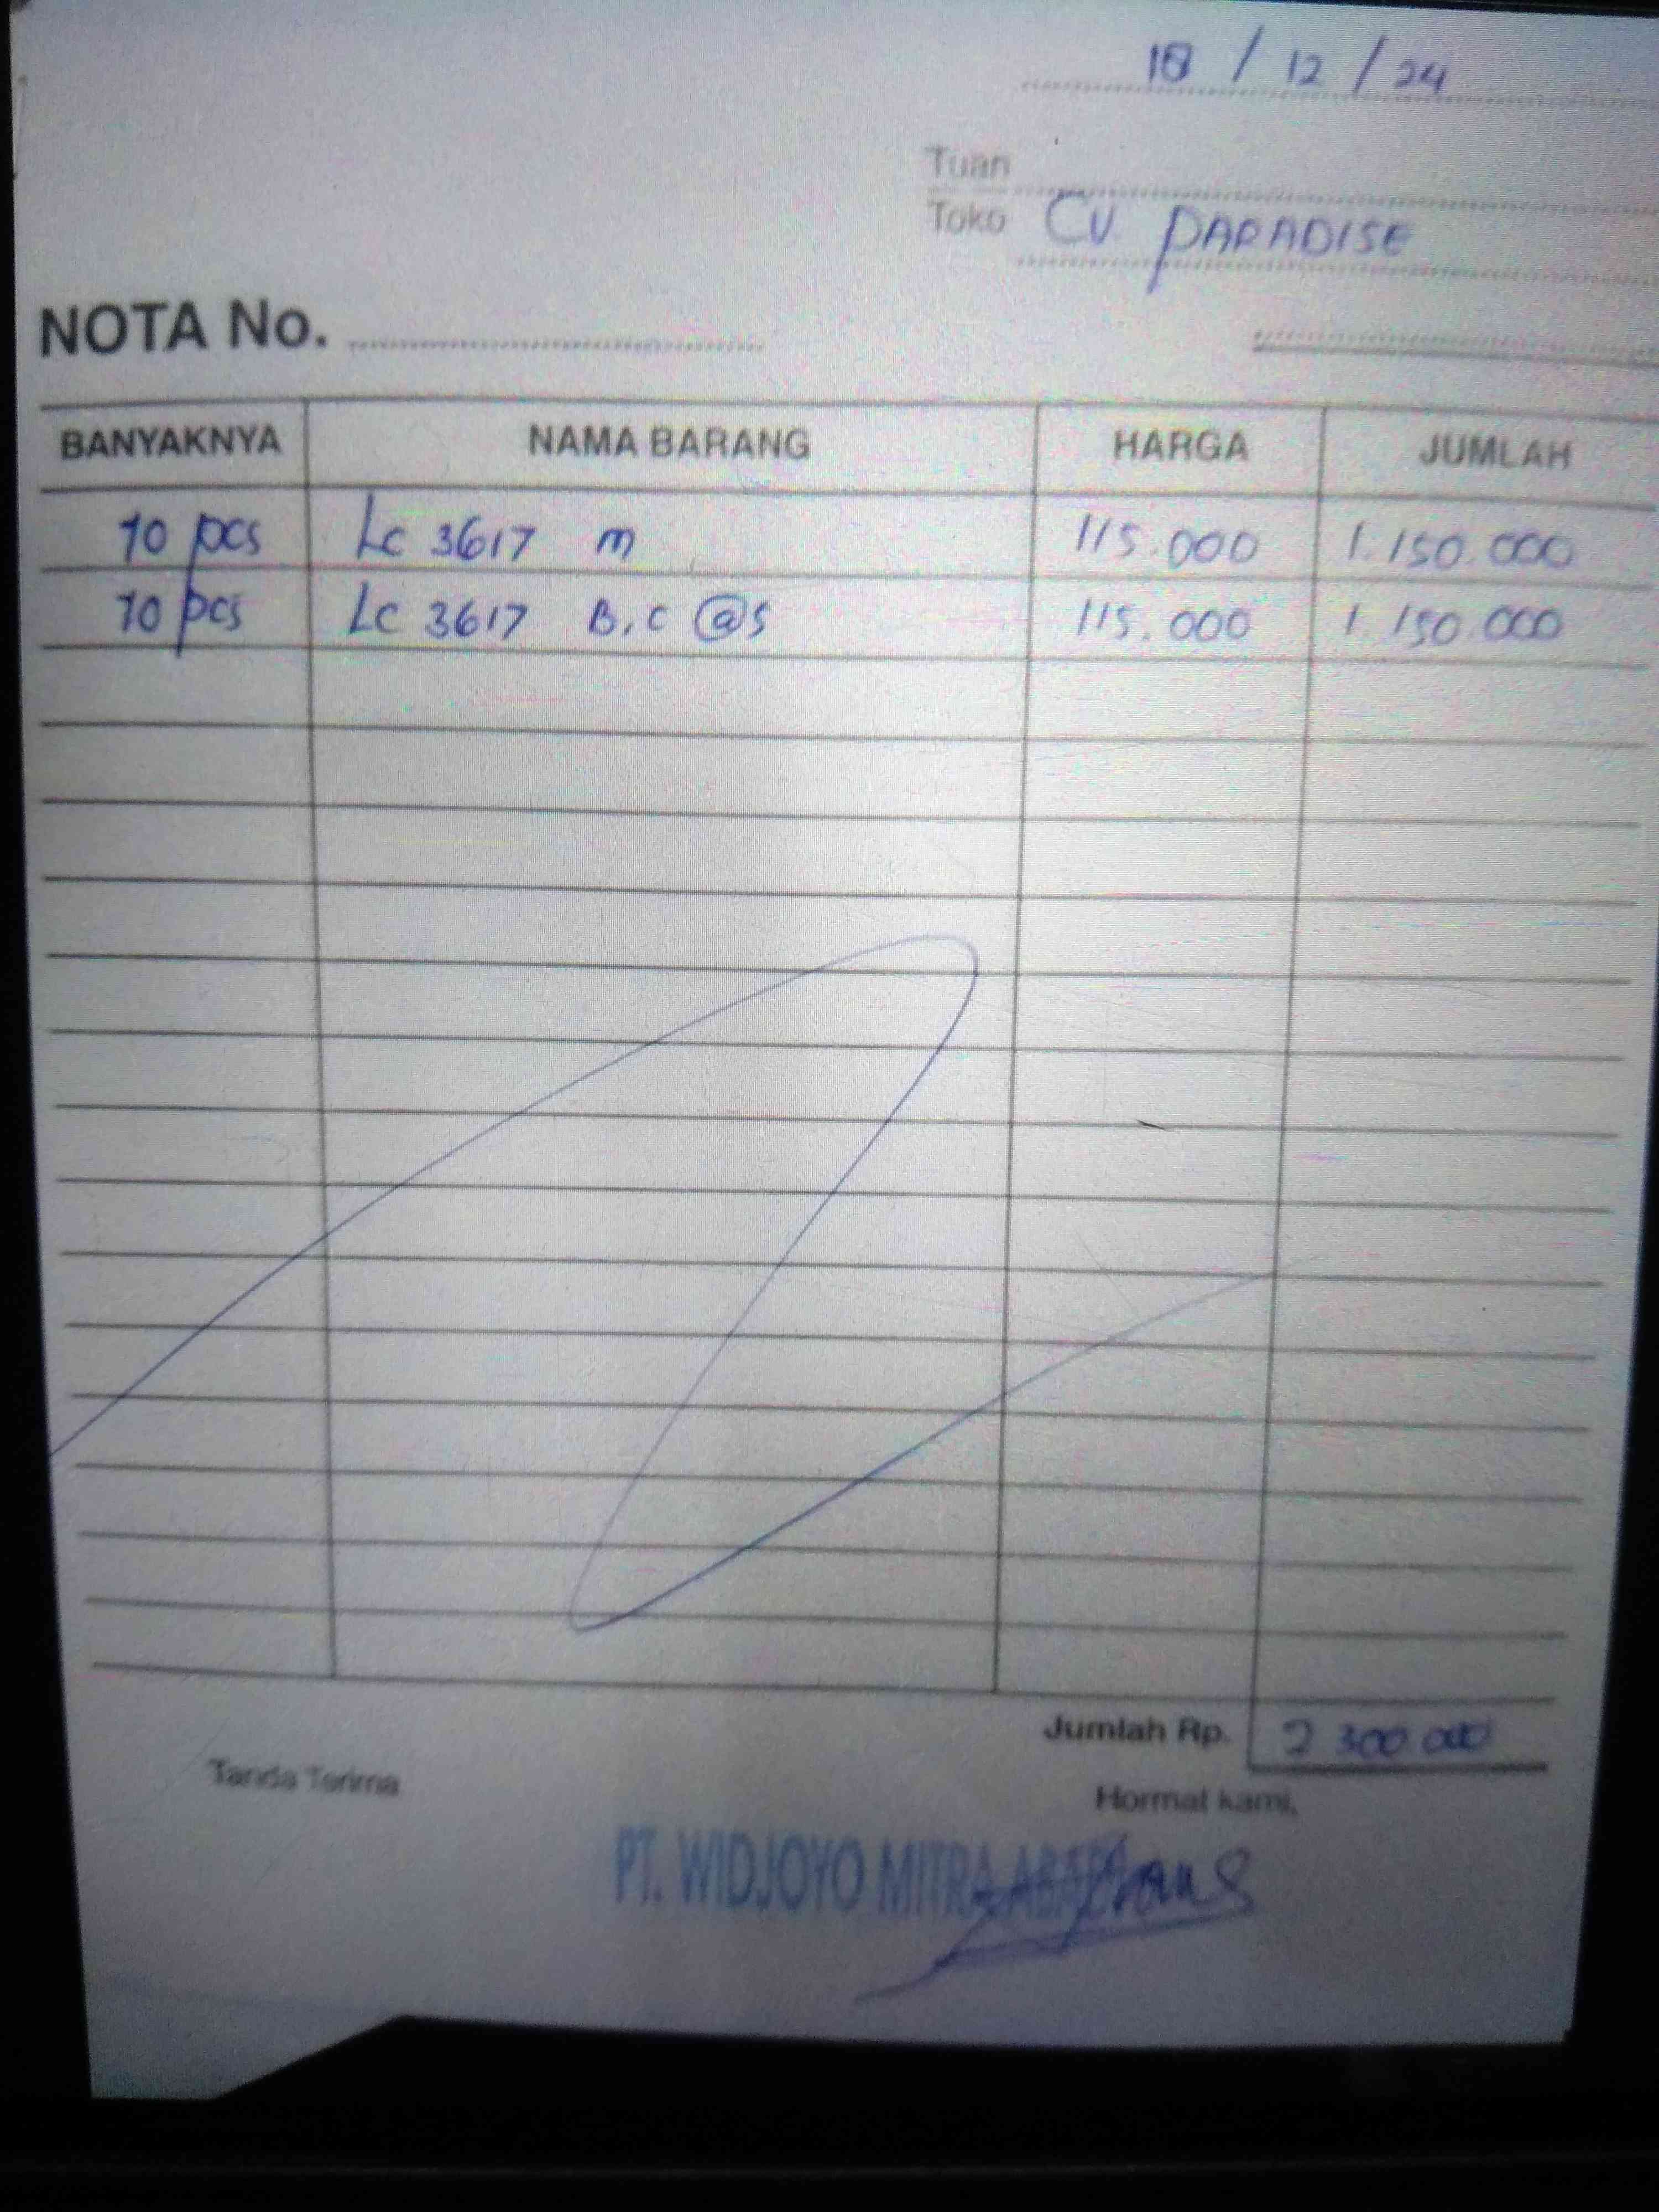 18 / 12 / 24
Tuan
Toko CV. PARADISE
NOTA No.
BANYAKNYA NAMA BARANG HARGA JUMLAH
10 pcs Lc 3617 m 115.000 1.150.000
10 pcs Lc 3617 B,C @5 115.000 1.150.000
Jumlah Rp. 2 300 000
Tanda Terima Hormat kami,
PT. WIDJOYO MITRA